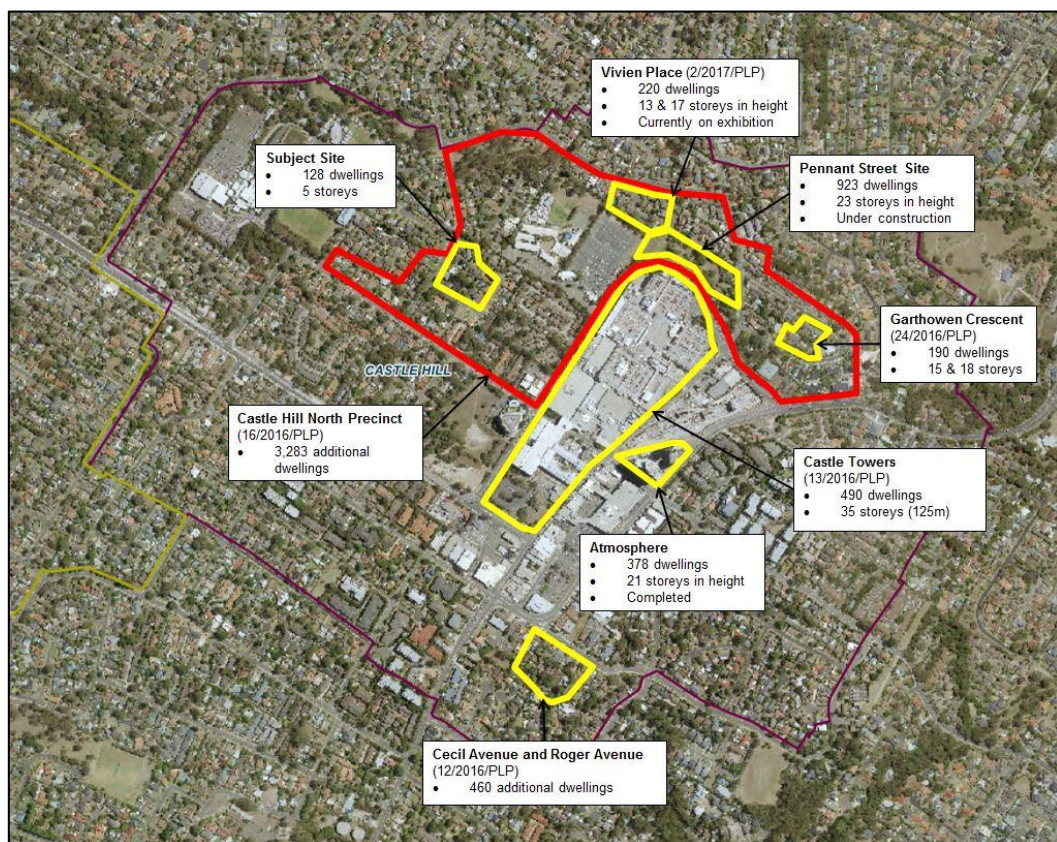 Vivien Place (2/2017/PLP)
• 220 dwellings
• 13 & 17 storeys in height
• Currently on exhibition
Subject Site
• 128 dwellings
• 5 storeys
Pennant Street Site
• 923 dwellings
• 23 storeys in height
• Under construction
Garthowen Crescent
(24/2016/PLP)
• 190 dwellings
• 15 & 18 storeys
CASTLE HILL
Castle Hill North Precinct
(16/2016/PLP)
• 3,283 additional
dwellings
Castle Towers
(13/2016/PLP)
• 490 dwellings
• 35 storeys (125m)
Atmosphere
• 378 dwellings
• 21 storeys in height
• Completed
Cecil Avenue and Roger Avenue
(12/2016/PLP)
• 460 additional dwellings